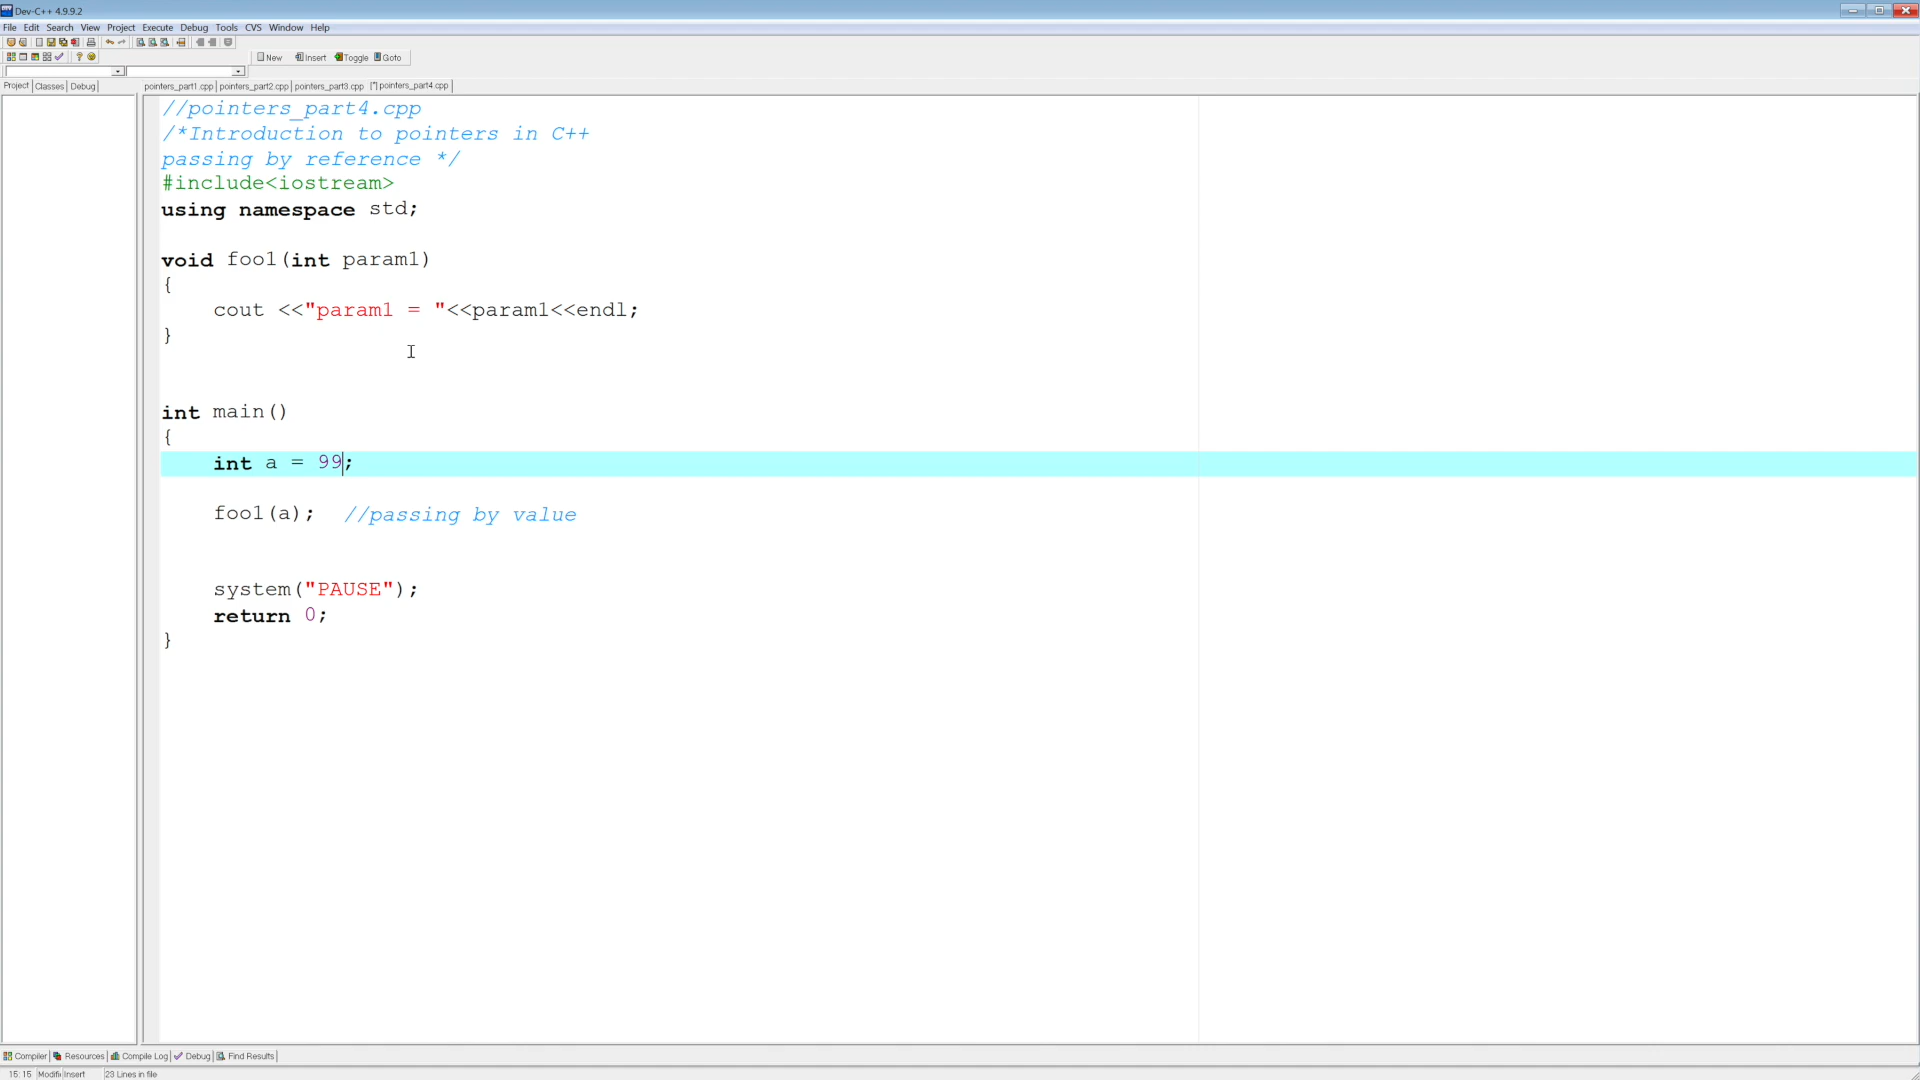 Dev-C++ 4.9.9.2
File Edit Search View Project Execute Debug Tools CVS Window Help
New Insert Toggle Goto
Project Classes Debug pointers_part1.cpp pointers_part2.cpp pointers_part3.cpp [*] pointers_part4.cpp
//pointers_part4.cpp
/*Introduction to pointers in C++
passing by reference */
#include<iostream>
using namespace std;
void foo1(int param1)
{
cout <<"param1 = "<<param1<<endl;
}
int main()
{
int a = 99;
foo1(a); //passing by value
system("PAUSE");
return 0;
}
Compiler Resources Compile Log Debug Find Results
15: 15 Modifi Insert 23 Lines in file